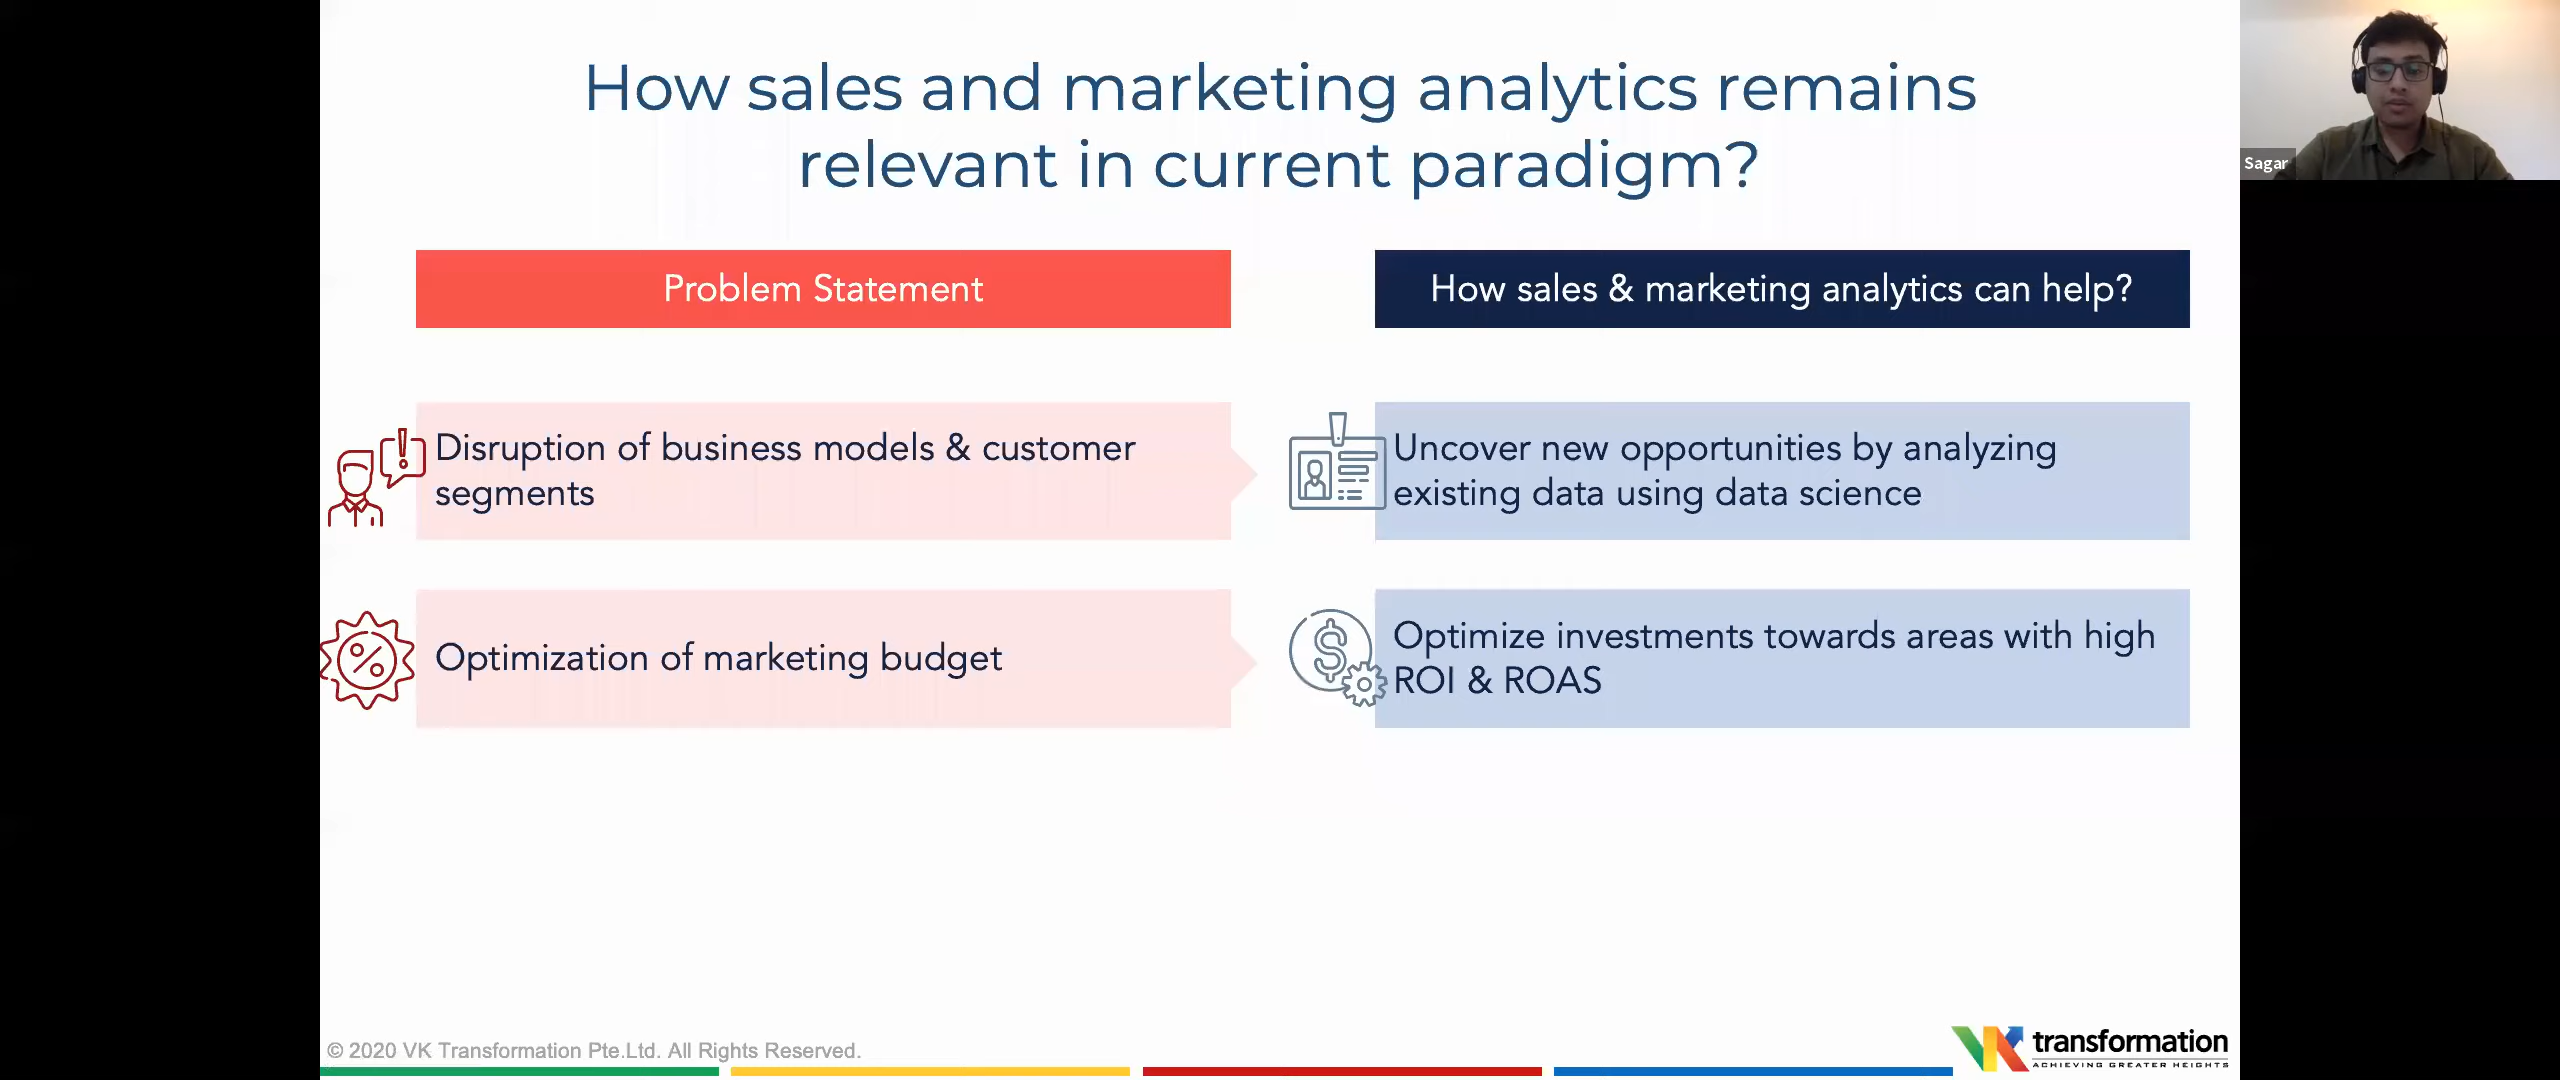 How sales and marketing analytics remains
relevant in current paradigm?
Sagar
Problem Statement
How sales & marketing analytics can help?
Disruption of business models & customer
segments
Uncover new opportunities by analyzing
existing data using data science
Optimization of marketing budget
Optimize investments towards areas with high
ROI & ROAS
© 2020 VK Transformation Pte.Ltd. All Rights Reserved.
VK transformation
ACHIEVING GREATER HEIGHTS